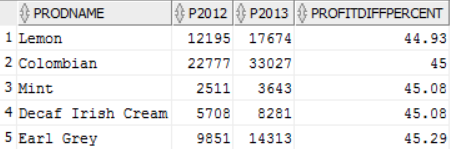 PRODNAME P2012 P2013 PROFITDIFFPERCENT
1 Lemon 12195 17674 44.93
2 Colombian 22777 33027 45
3 Mint 2511 3643 45.08
4 Decaf Irish Cream 5708 8281 45.08
5 Earl Grey 9851 14313 45.29